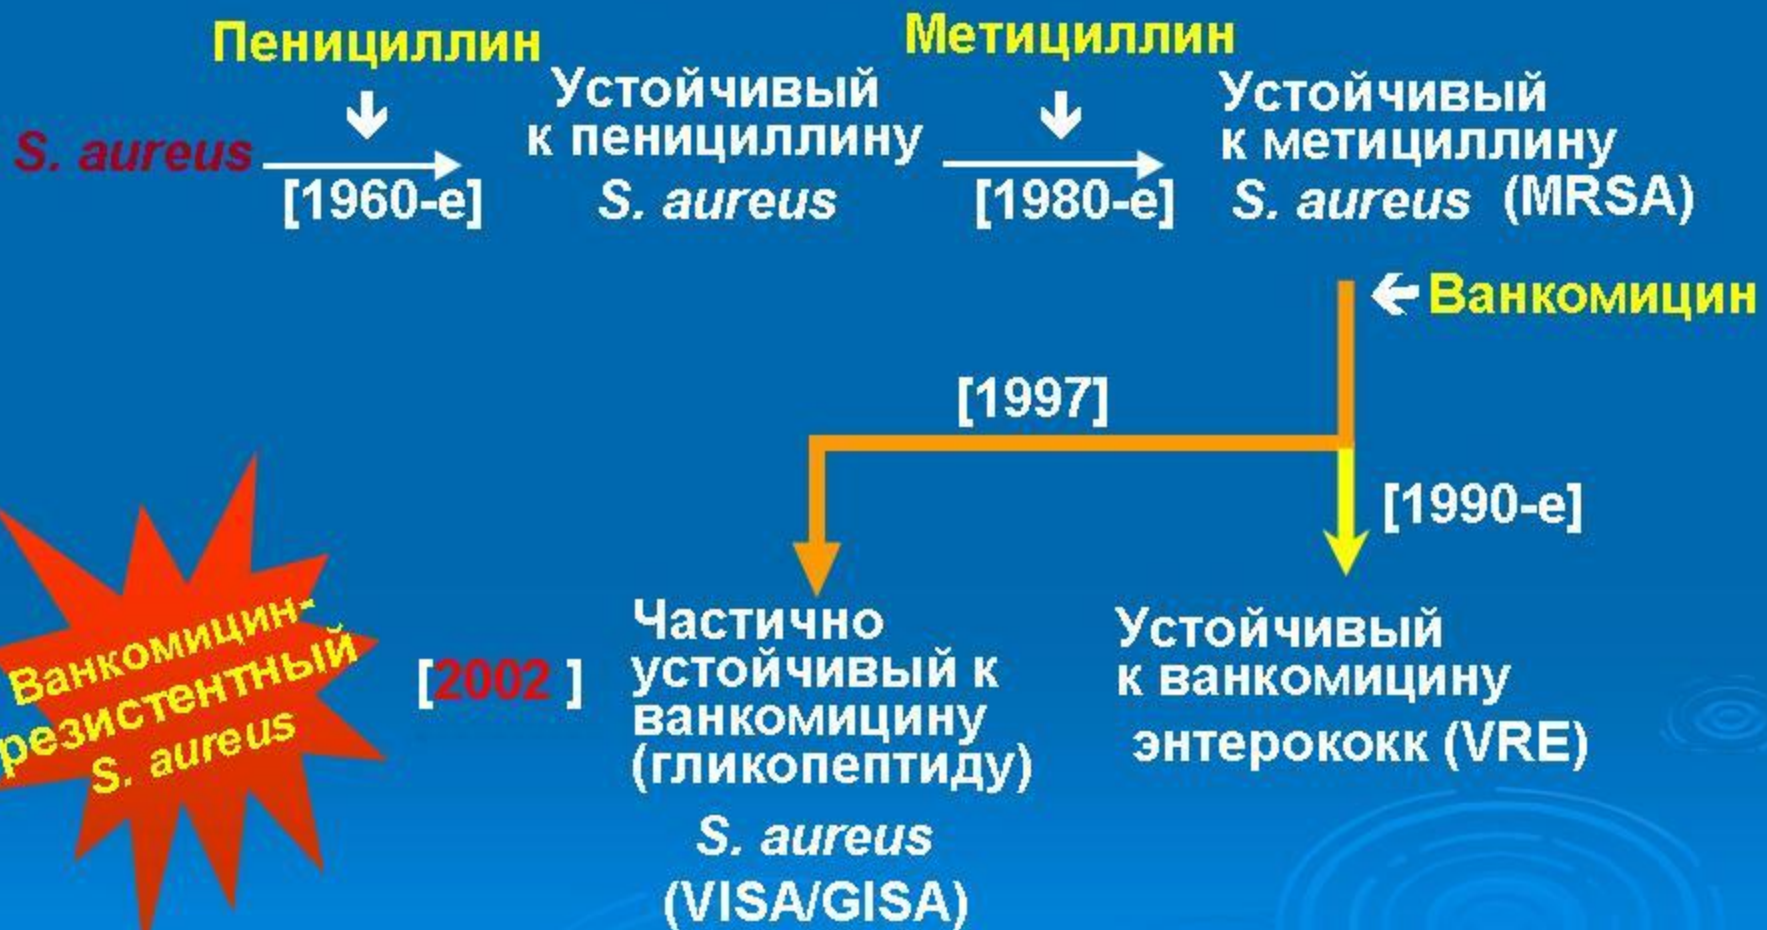 Пенициллин
Метициллин
S. aureus
[1960-е]
Устойчивый
к пенициллину
S. aureus
[1980-е]
Устойчивый
к метициллину
S. aureus (MRSA)
Ванкомицин
[1997]
[1990-е]
Ванкомицин-
резистентный
S. aureus
[2002 ]
Частично
устойчивый к
ванкомицину
(гликопептиду)
S. aureus
(VISA/GISA)
Устойчивый
к ванкомицину
энтерококк (VRE)